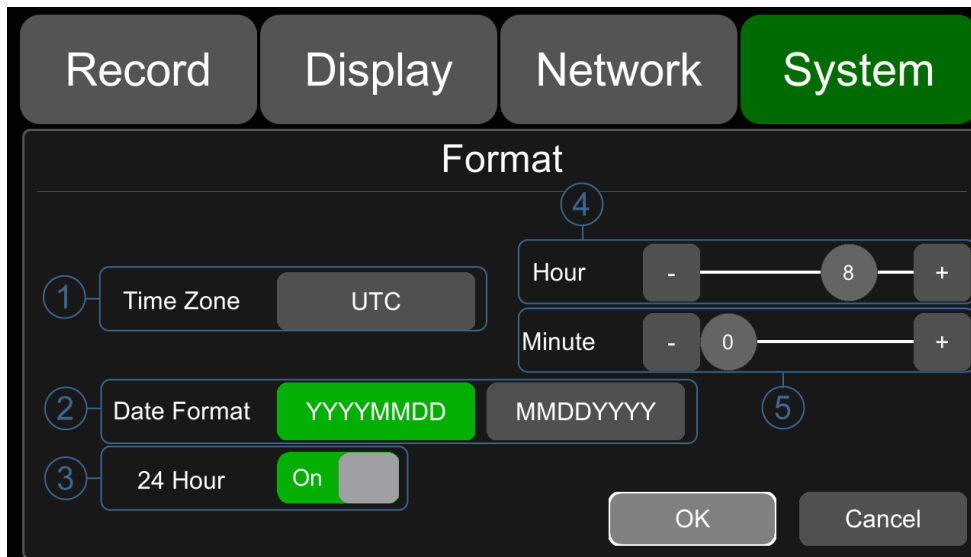 Record Display Network System
Format
4
Hour - 8 +
1 Time Zone UTC
Minute - 0 +
2 Date Format YYYYMMDD MMDDYYYY 5
3 24 Hour On
OK Cancel